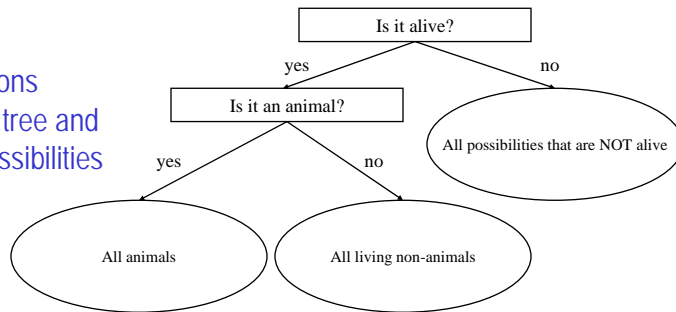 Is it alive?
yes
no
ons
tree and
ssibilities
Is it an animal?
All possibilities that are NOT alive
yes
no
All animals
All living non-animals